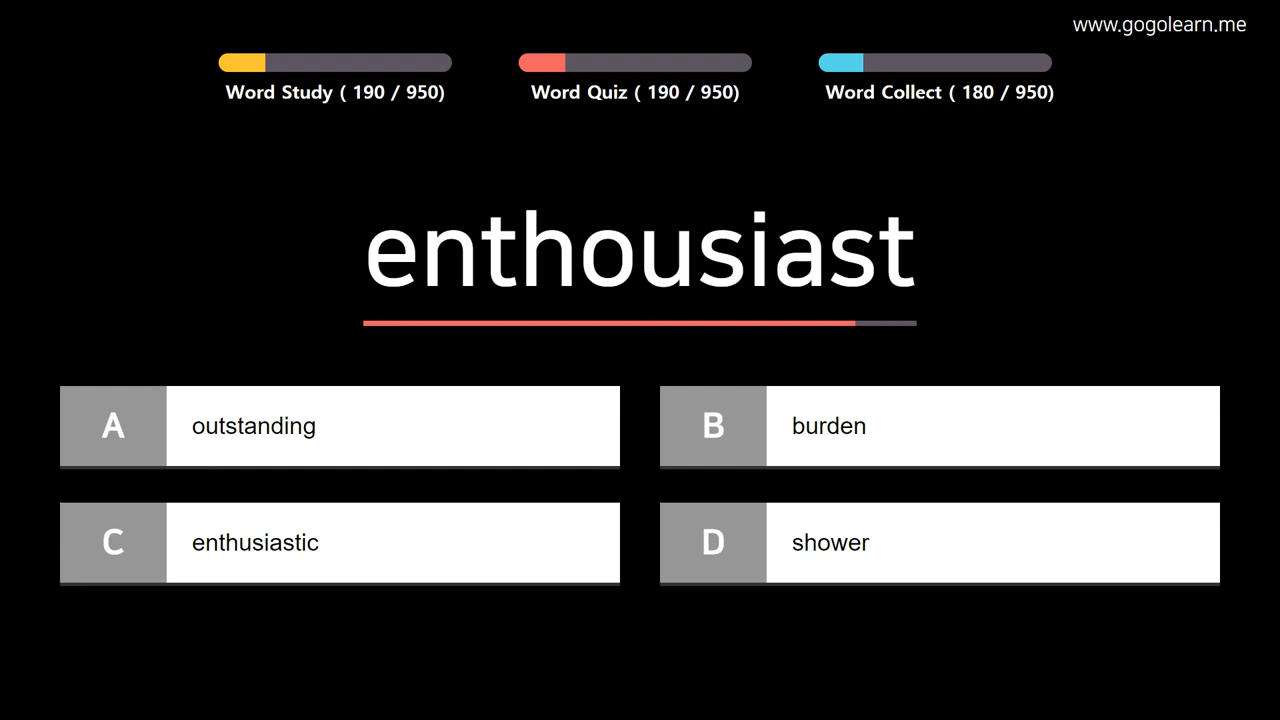 www.gogolearn.me
Word Study ( 190 / 950)
Word Quiz ( 190 / 950)
Word Collect ( 180 / 950)
enthousiast
A outstanding
B burden
C enthusiastic
D shower